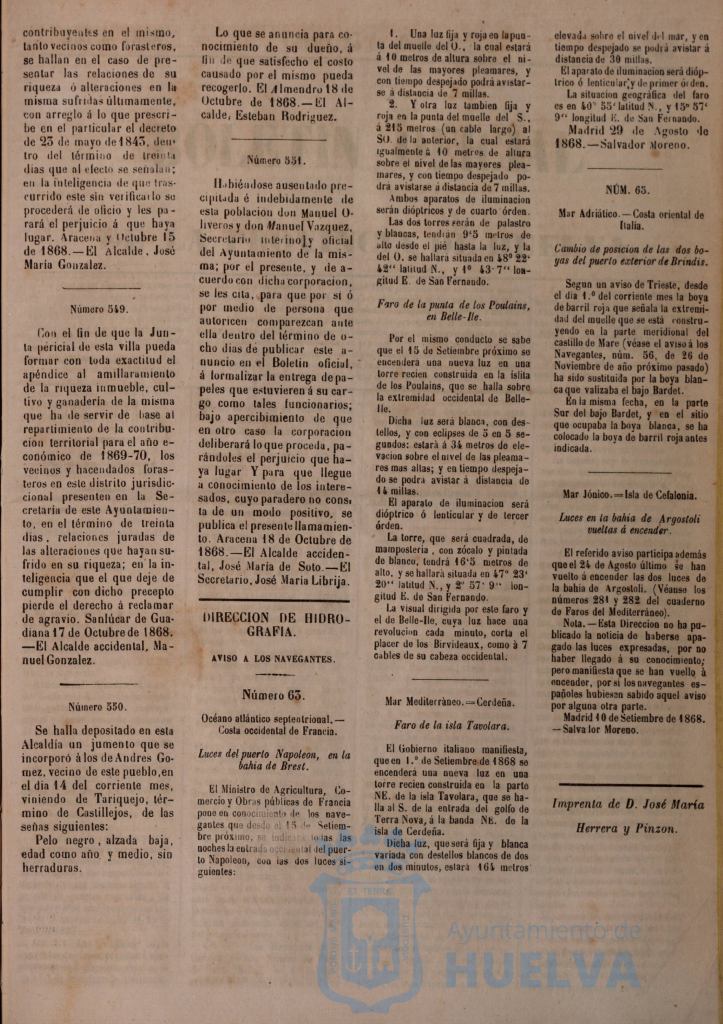 contribuyentes en el mismo,
tanto vecinos como forasteros,
se hallan en el caso de pre-
sentar las relaciones de su
riqueza ó alteraciones en la
misma sufridas últimamente,
con arreglo á lo que prescri-
be en el particular el decreto
de 23 de mayo de 1845, den-
tro del término de treinta
dias que al efecto se señalan;
en la inteligencia de que tras-
currido este sin verificarlo se
procederá de oficio y les pa-
rará el perjuicio á que haya
lugar. Aracena y Octubre 15
de 1868.—El Alcalde, José
Maria Gonzalez.
Número 549.
Con el fin de que la Jun-
ta pericial de esta villa pueda
formar con toda exactitud el
apéndice al amillaramiento
de la riqueza inmueble, cul-
tivo y ganadería de la misma
que ha de servir de base al
repartimiento de la contribu-
cion territorial para el año e-
conómico de 1869-70, los
vecinos y hacendados foras-
teros en este distrito jurisdic-
cional presenten en la Se-
cretaría de este Ayuntamien-
to, en el término de treinta
dias, relaciones juradas de
las alteraciones que hayan su-
frido en su riqueza; en la in-
teligencia que el que deje de
cumplir con dicho precepto
pierde el derecho á reclamar
de agravio. Sanlúcar de Gua-
diana 17 de Octubre de 1868.
—El Alcalde accidental, Ma-
nuel Gonzalez.
Número 550.
Se halla depositado en esta
Alcaldía un jumento que se
incorporó á los de Andres Go-
mez, vecino de este pueblo, en
el dia 14 del corriente mes,
viniendo de Tariquejo, tér-
mino de Castillejos, de las
señas siguientes:
Pelo negro, alzada baja,
edad como año y medio, sin
herraduras.
Lo que se anuncia para co-
nocimiento de su dueño, á
fin de que satisfecho el costo
causado por el mismo pueda
recogerlo. El Almendro 18 de
Octubre de 1868.—El Al-
calde, Esteban Rodriguez.
Número 551.
Habiéndose ausentado pre-
cipitada é indebidamente de
esta poblacion don Manuel O-
liveros y don Manuel Vazquez,
Secretario interino y oficial
del Ayuntamiento de la mis-
ma; por el presente, y de a-
cuerdo con dicha corporacion,
se les cita, para que por sí ó
por medio de persona que
autoricen comparezcan ante
ella dentro del término de o-
cho dias de publicar este a-
nuncio en el Boletin oficial,
á formalizar la entrega de pa-
peles que estuvieren á su car-
go como tales funcionarios;
bajo apercibimiento de que
en otro caso la corporacion
deliberará lo que proceda, pa-
rándoles el perjuicio que ha-
ya lugar Y para que llegue
a conocimiento de los intere-
sados, cuyo paradero no cons-
ta de un modo positivo, se
publica el presente llamamien-
to. Aracena 18 de Octubre de
1868.—El Alcalde acciden-
tal, José María de Soto.—El
Secretario, José Maria Librija.
DIRECCION DE HIDRO-
GRAFIA.
AVISO A LOS NAVEGANTES.
Número 63.
Océano atlántico septentrional.—
Costa occidental de Francia.
Luces del puerto Napoleon, en la
bahia de Brest.
El Ministro de Agricultura, Co-
mercio y Obras públicas de Francia
pone en conocimiento de los nave-
gantes que desde el 15 de Setiem-
bre próximo, se indicará todas las
noches la entrada occidental del puer-
to Napoleon, con las dos luces si-
guientes:
1. Una luz fija y roja en la pun-
ta del muelle del O., la cual estará
á 10 metros de altura sobre el ni-
vel de las mayores pleamares, y
con tiempo despejado podrá avistar-
se á distancia de 7 millas.
2. Y otra luz tambien fija y
roja en la punta del muelle del S.,
á 215 metros (un cable largo) al
SO. de la anterior, la cual estará
igualmente á 10 metros de altura
sobre el nivel de las mayores plea-
mares, y con tiempo despejado po-
drá avistarse á distancia de 7 millas.
Ambos aparatos de iluminacion
serán dióptricos y de cuarto órden.
Las dos torres serán de palastro
y blancas, tendrán 9'5 metros de
alto desde el pié hasta la luz, y la
del O. se hallará situada en 48° 22'
42'' latitud N., y 1° 43' 7'' lon-
gitud E. de San Fernando.
Faro de la punta de los Poulains,
en Belle-Ile.
Por el mismo conducto se sabe
que el 15 de Setiembre próximo se
encenderá una nueva luz en una
torre recien construida en la islita
de los Poulains, que se halla sobre
la extremidad occidental de Belle-
Ile.
Dicha luz será blanca, con des-
tellos, y con eclipses de 5 en 5 se-
gundos: estará á 34 metros de ele-
vacion sobre el nivel de las pleama-
res mas altas; y en tiempo despeja-
do se podrá avistar á distancia de
14 millas.
El aparato de iluminacion será
dióptrico ó lenticular y de tercer
órden.
La torre, que será cuadrada, de
mamposteria, con zócalo y pintada
de blanco, tendrá 16'5 metros de
alto, y se hallará situada en 47° 23'
20'' latitud N., y 2° 57' 9'' lon-
gitud E. de San Fernando.
La visual dirigida por este faro y
el de Belle-Ile, cuya luz hace una
revolucion cada minuto, corta el
placer de los Birvideaux, como á 7
cables de su cabeza occidental.
Mar Mediterràneo.=Cerdeña.
Faro de la isla Tavolara.
El Gobierno italiano manifiesta,
que en 1.° de Setiembre de 1868 se
encenderá una nueva luz en una
torre recien construida en la parto
NE. de la isla Tavolara, que se ha-
lla al S. de la entrada del golfo de
Terra Nova, á la banda NE. de la
isla de Cerdeña.
Dicha luz, que será fija y blanca
variada con destellos blancos de dos
en dos minutos, estará 164 metros
elevada sobre el nivel del mar, y en
tiempo despejado se podrá avistar á
distancia de 30 millas.
El aparato de iluminacion será dióp-
trico ó lenticular y de primer órden.
La situacion geográfica del faro
es en 40° 55' latitud N., y 15° 57'
9'' longitud E. de San Fernando.
Madrid 29 de Agosto de
1868.—Salvador Moreno.
NÚM. 65.
Mar Adriático.—Costa oriental de
Italia.
Cambio de posicion de las dos bo-
yas del puerto exterior de Brindis.
Segun un aviso de Trieste, desde
el dia 1.° del corriente mes la boya
de barril roja que señala la extremi-
dad del muelle que se está constru-
yendo en la parte meridional del
castillo de Mare (véase el aviso á los
Navegantes, núm. 56, de 26 de
Noviembre de año próximo pasado)
ha sido sustituida por la boya blan-
ca que valizaba el bajo Bardet.
En la misma fecha, en la parte
Sur del bajo Bardet, y en el sitio
que ocupaba la boya blanca, se ha
colocado la boya de barril roja antes
indicada.
Mar Jónico.=Isla de Cefalonia.
Luces en la bahia de Argostoli
vueltas á encender.
El referido aviso participa además
que el 24 de Agosto último se han
vuelto á encender las dos luces de
la bahia de Argostoli. (Véanse los
números 281 y 282 del cuaderno
de Faros del Mediterráneo).
Nota.—Esta Direccion no ha pu-
blicado la noticia de haberse apaga-
do las luces expresadas, por no
haber llegado á su conocimiento;
pero manifiesta que se han vuello á
encender, por si los navegantes es-
pañoles hubiesen sabido aquel aviso
por alguna otra parte.
Madrid 10 de Setiembre de 1868.
—Salva lor Moreno.
Imprenta de D. José María
Herrera y Pinzon.
Ayuntamiento de
HUELVA